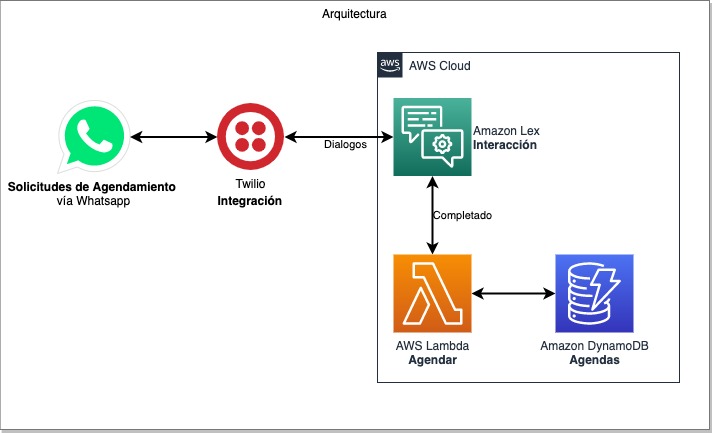 Arquitectura
aws
AWS Cloud
Amazon Lex
Interacción
Dialogos
Solicitudes de Agendamiento
vía Whatsapp
Twilio
Integración
Completado
AWS Lambda
Agendar
Amazon DynamoDB
Agendas